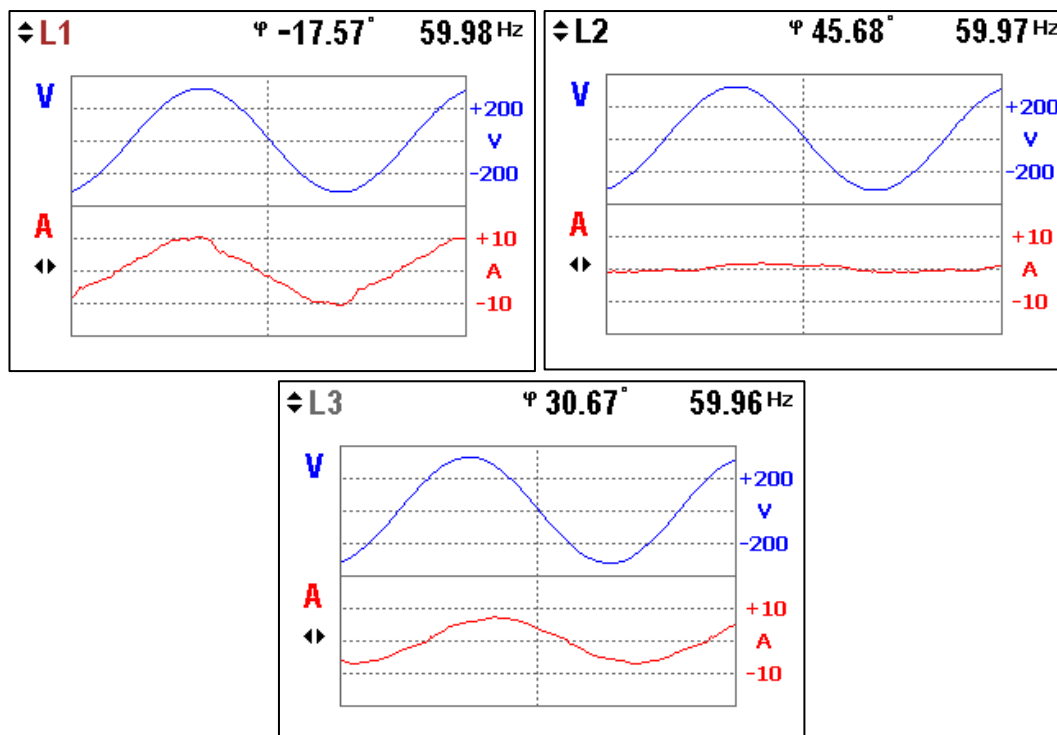 L1 φ -17.57° 59.98 Hz
V
+200
V
-200
A
+10
A
-10
L2 φ 45.68° 59.97 Hz
V
+200
V
-200
A
+10
A
-10
L3 φ 30.67° 59.96 Hz
V
+200
V
-200
A
+10
A
-10